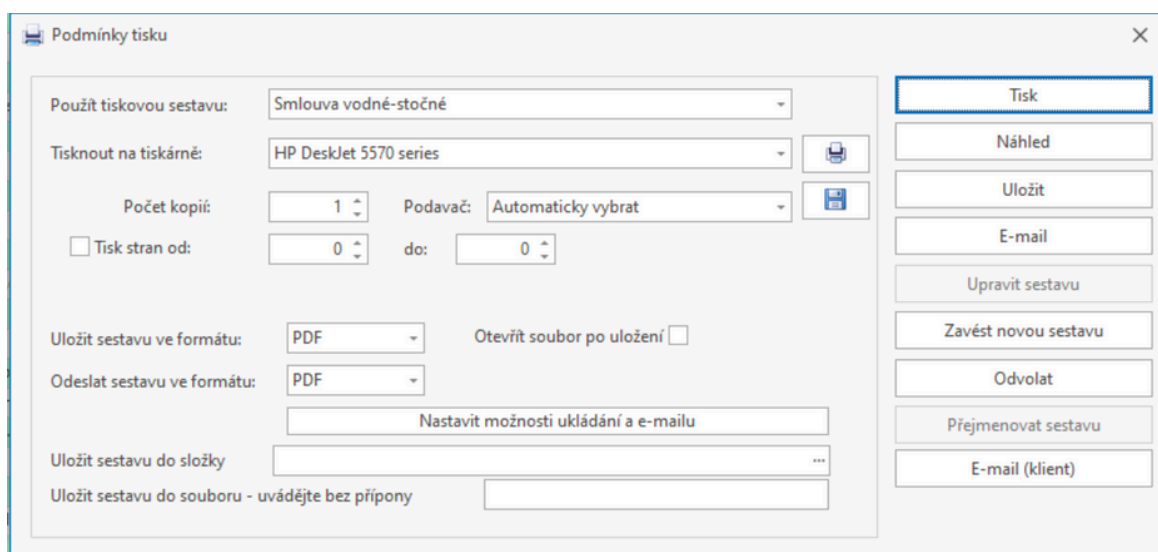 Podmínky tisku
Použít tiskovou sestavu: Smlouva vodné-stočné
Tisknout na tiskárně: HP DeskJet 5570 series
Počet kopií: 1 Podavač: Automaticky vybrat
Tisk stran od: 0 do: 0
Uložit sestavu ve formátu: PDF Otevřít soubor po uložení
Odeslat sestavu ve formátu: PDF
Nastavit možnosti ukládání a e-mailu
Uložit sestavu do složky ...
Uložit sestavu do souboru - uvádějte bez přípony
Tisk
Náhled
Uložit
E-mail
Upravit sestavu
Zavést novou sestavu
Odvolat
Přejmenovat sestavu
E-mail (klient)